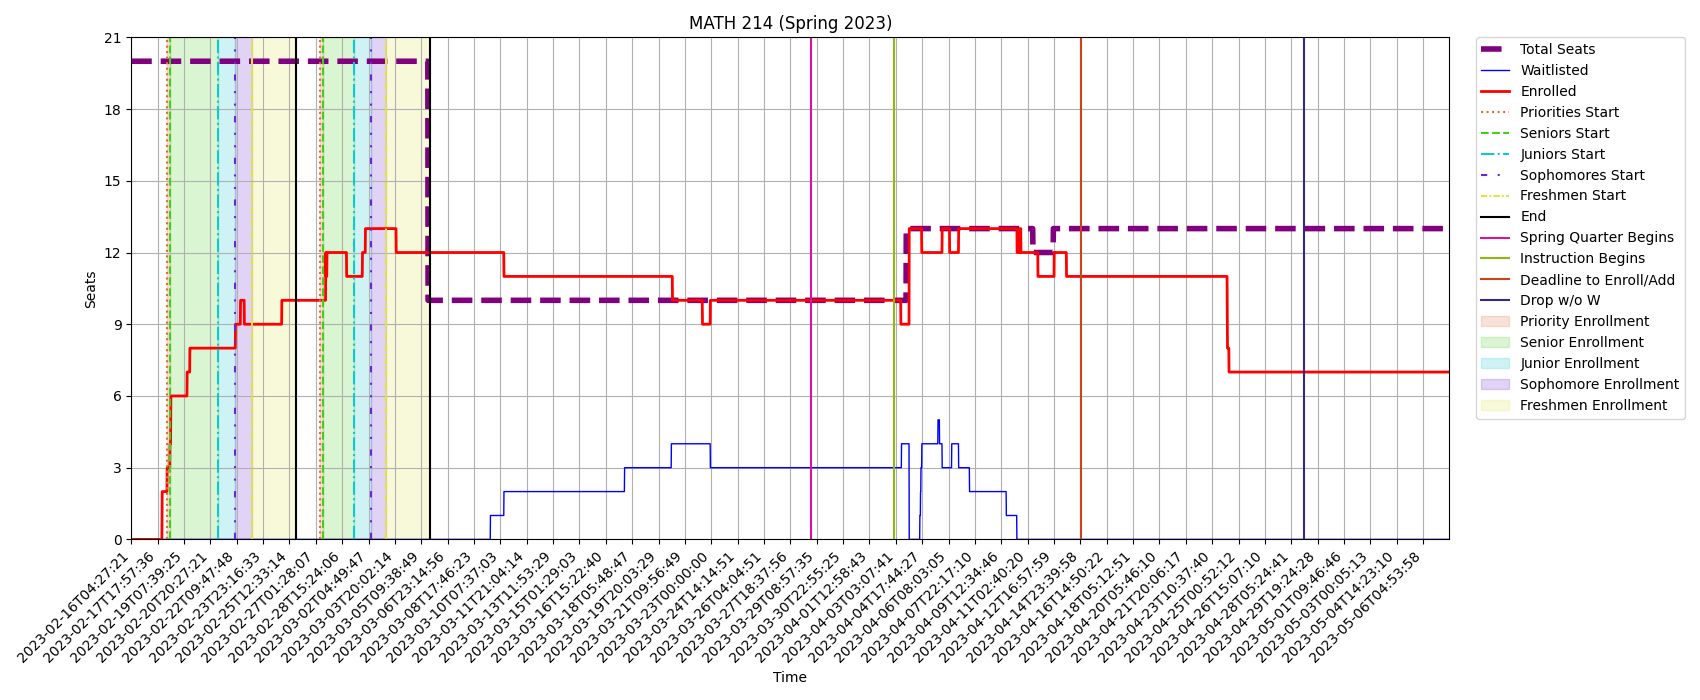 MATH 214 (Spring 2023)
Seats
21
18
15
12
9
6
3
0
2023-02-16T04:27:21
2023-02-17T17:57:36
2023-02-19T07:39:25
2023-02-20T20:27:21
2023-02-22T09:47:48
2023-02-23T23:16:33
2023-02-25T12:33:14
2023-02-27T01:28:07
2023-02-28T15:24:06
2023-03-02T04:49:47
2023-03-03T20:02:14
2023-03-05T09:38:49
2023-03-06T23:14:56
2023-03-08T17:46:23
2023-03-10T07:37:03
2023-03-11T21:04:14
2023-03-13T11:53:29
2023-03-15T01:29:03
2023-03-16T15:22:40
2023-03-18T05:48:47
2023-03-19T20:03:29
2023-03-21T09:56:49
2023-03-23T00:00:00
2023-03-24T14:14:51
2023-03-26T04:04:51
2023-03-27T18:37:56
2023-03-29T08:57:35
2023-03-30T22:55:25
2023-04-01T12:58:43
2023-04-03T03:07:41
2023-04-04T17:44:27
2023-04-06T08:03:05
2023-04-07T22:17:10
2023-04-09T12:34:46
2023-04-11T02:40:20
2023-04-12T16:57:59
2023-04-14T23:39:58
2023-04-16T14:50:22
2023-04-18T05:12:51
2023-04-20T05:46:10
2023-04-21T20:06:17
2023-04-23T10:37:40
2023-04-25T00:52:12
2023-04-26T15:07:10
2023-04-28T05:24:41
2023-04-29T19:24:28
2023-05-01T09:46:46
2023-05-03T00:05:13
2023-05-04T14:23:10
2023-05-06T04:53:58
Time
Total Seats
Waitlisted
Enrolled
Priorities Start
Seniors Start
Juniors Start
Sophomores Start
Freshmen Start
End
Spring Quarter Begins
Instruction Begins
Deadline to Enroll/Add
Drop w/o W
Priority Enrollment
Senior Enrollment
Junior Enrollment
Sophomore Enrollment
Freshmen Enrollment